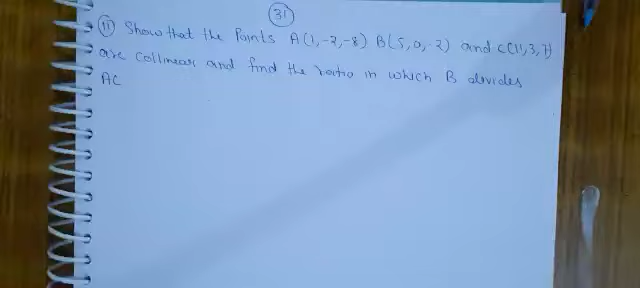 31
11 Show that the Points A(1,-2,-8) B(5,0,-2) and C(11,3,7)
are collinear and find the ratio in which B devides
AC